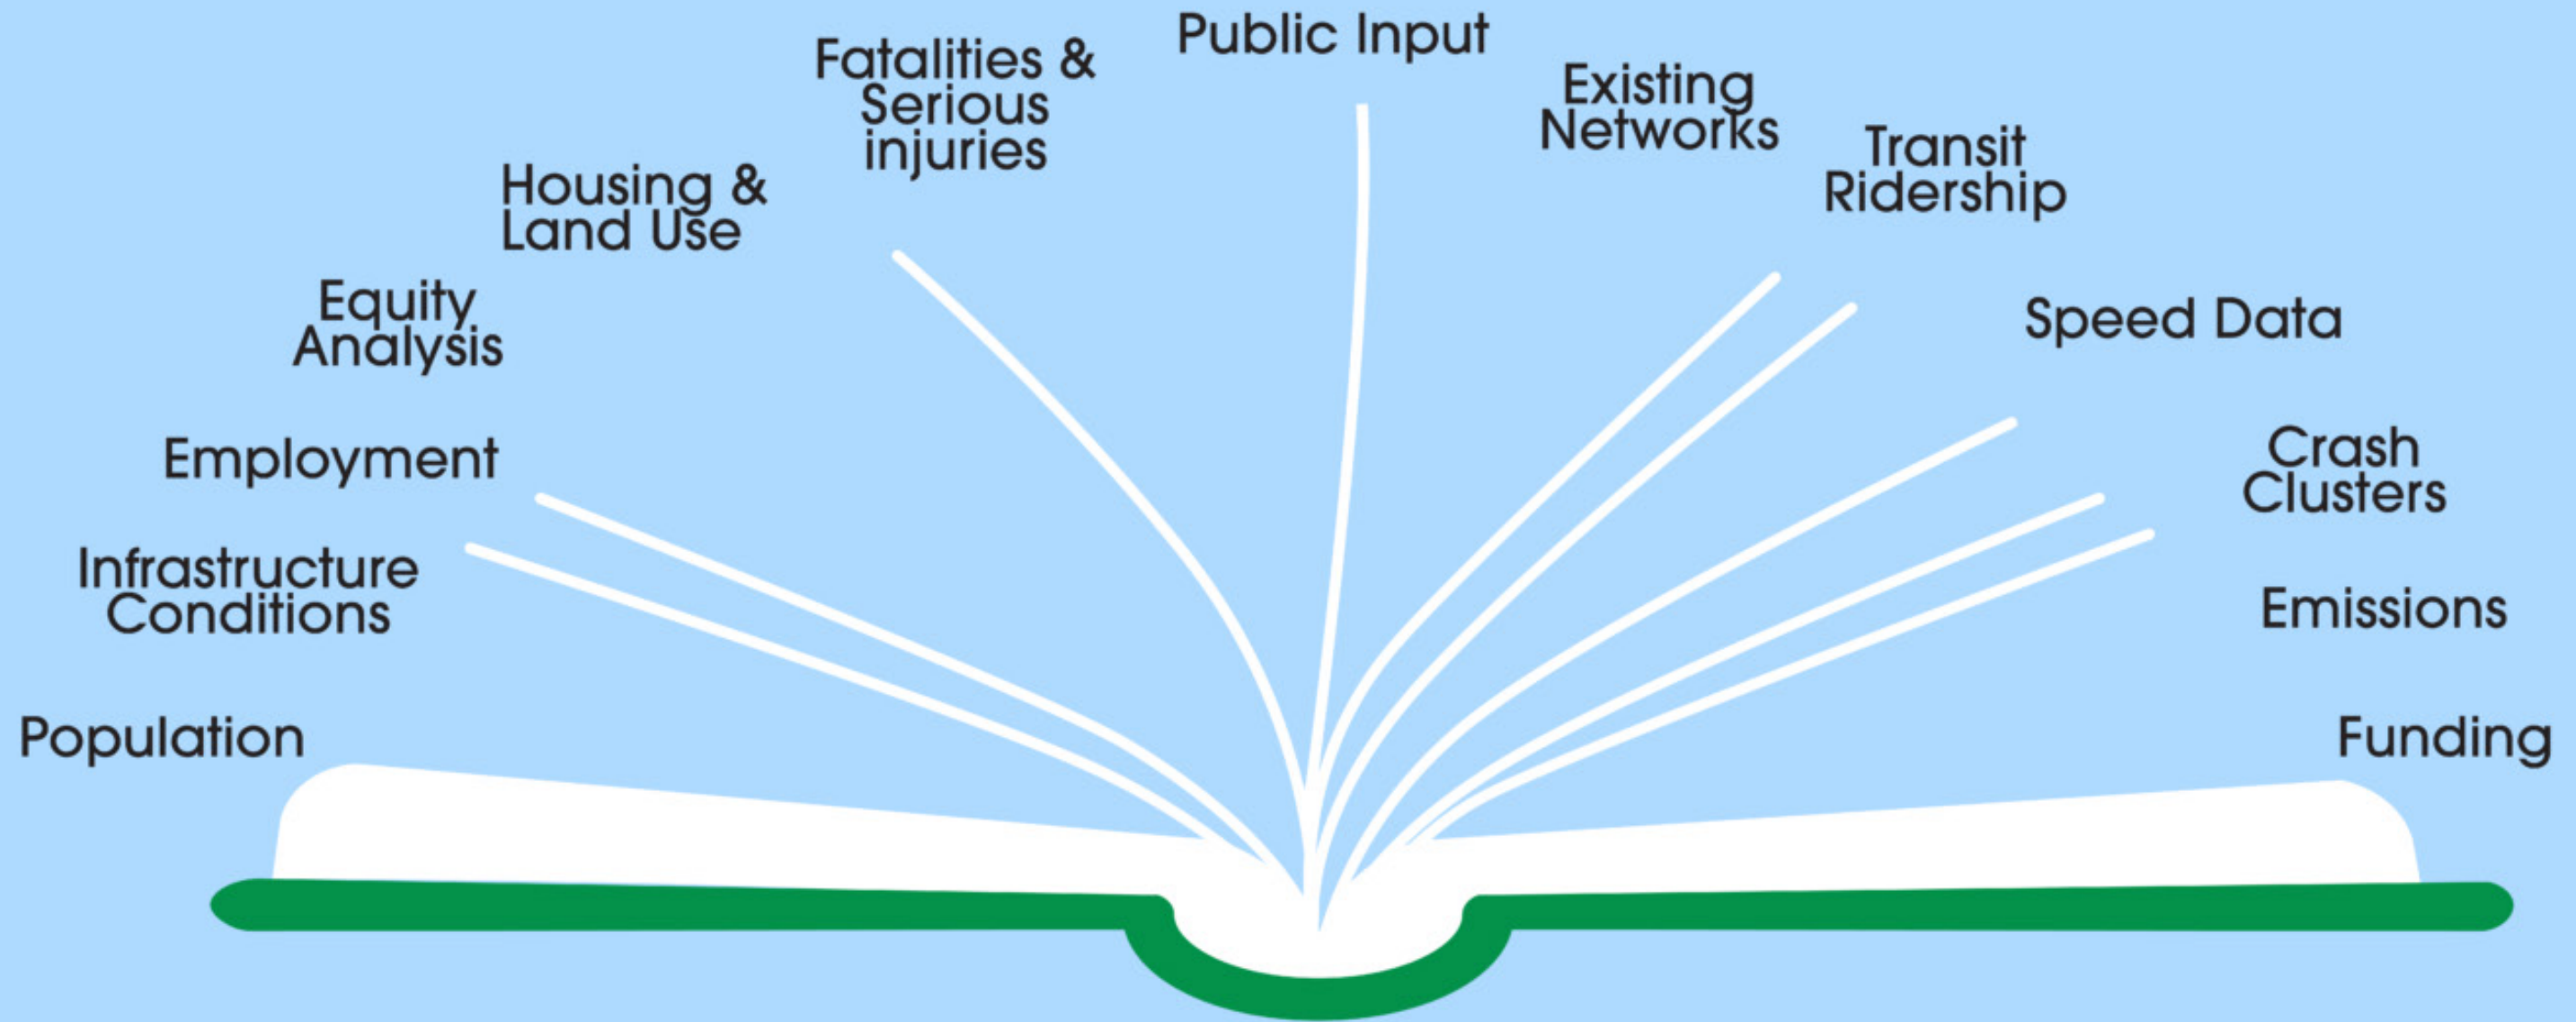 Public Input
Fatalities &
Serious
injuries
Existing
Networks
Transit
Ridership
Housing &
Land Use
Equity
Analysis
Speed Data
Employment
Crash
Clusters
Infrastructure
Conditions
Emissions
Population
Funding